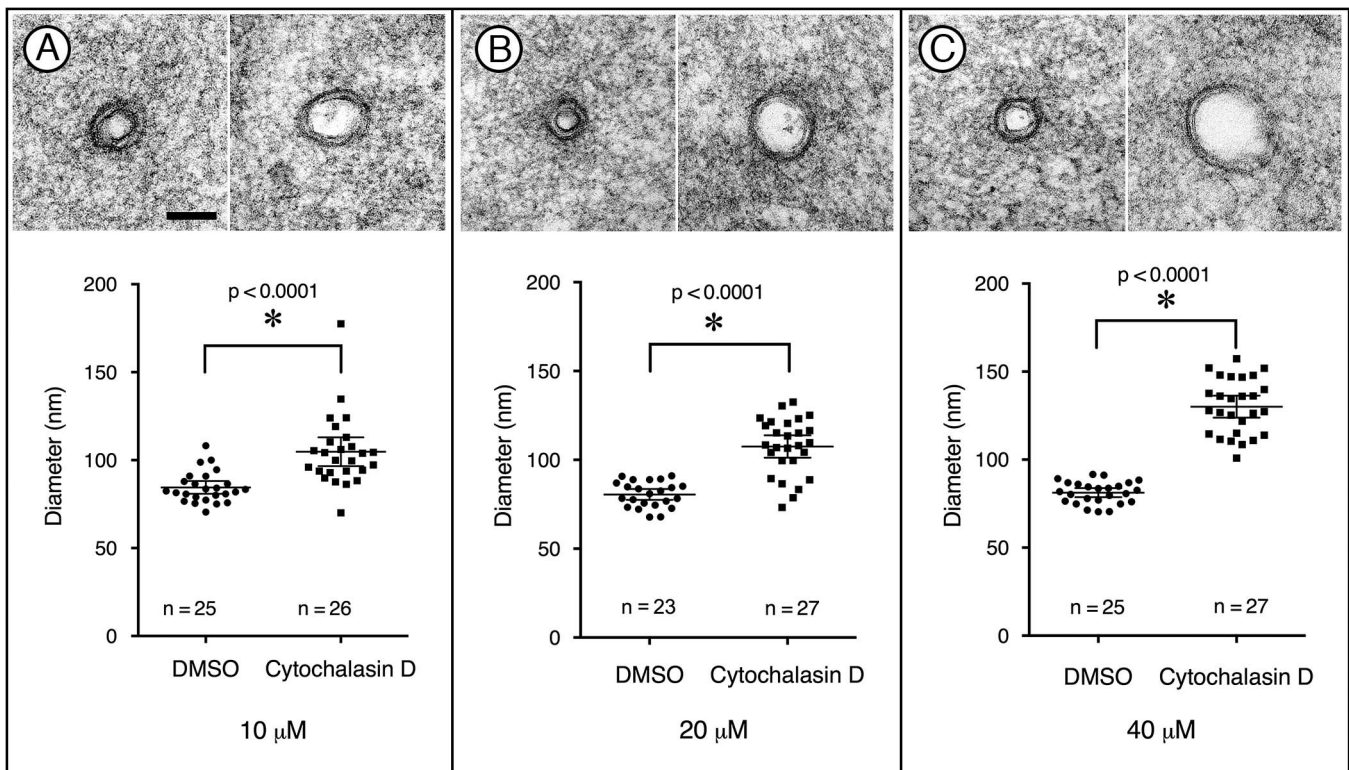 A
B
C
p < 0.0001
*
200
150
100
50
0
Diameter (nm)
n = 25
n = 26
DMSO
Cytochalasin D
10 μM
p < 0.0001
*
200
150
100
50
0
Diameter (nm)
n = 23
n = 27
DMSO
Cytochalasin D
20 μM
p < 0.0001
*
200
150
100
50
0
Diameter (nm)
n = 25
n = 27
DMSO
Cytochalasin D
40 μM